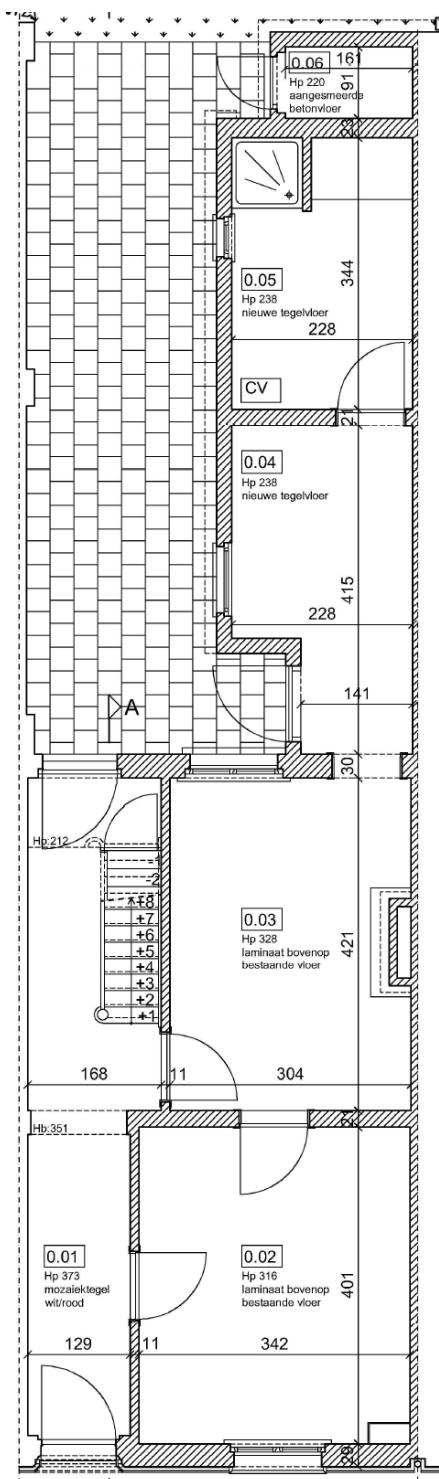 0.06
161
Hp 220
aangesmeerde
betonvloer
91
23
0.05
Hp 238
nieuwe tegelvloer
344
228
CV
21
0.04
Hp 238
nieuwe tegelvloer
415
228
141
A
30
Hp:212
-1
-2
+8
+7
+6
+5
+4
+3
+2
+1
0.03
Hp 328
laminaat bovenop
bestaande vloer
421
168
11
304
21
Hb:351
0.01
Hp 373
mozaiektegel
wit/rood
0.02
Hp 316
laminaat bovenop
bestaande vloer
401
129
11
342
29